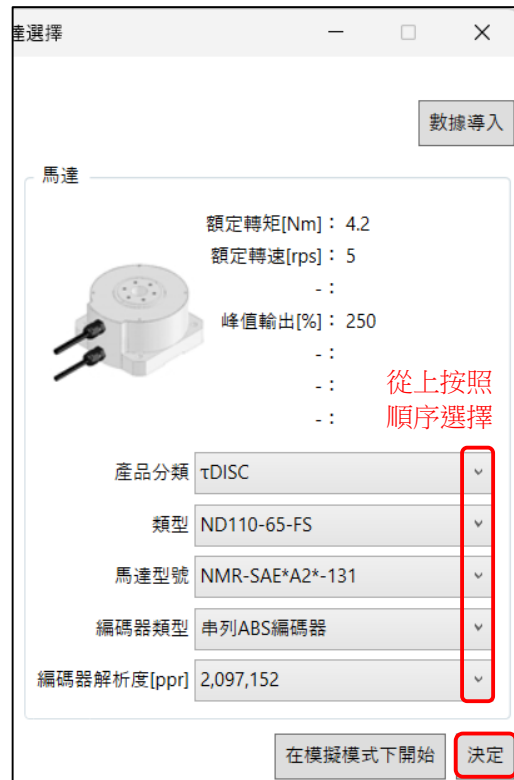 達選擇
數據導入
馬達
額定轉矩[Nm]： 4.2
額定轉速[rps]： 5
-：
峰值輸出[%]： 250
-：
-：
-：
從上按照
順序選擇
產品分類 τDISC
類型 ND110-65-FS
馬達型號 NMR-SAE*A2*-131
編碼器類型 串列ABS編碼器
編碼器解析度[ppr] 2,097,152
在模擬模式下開始 決定